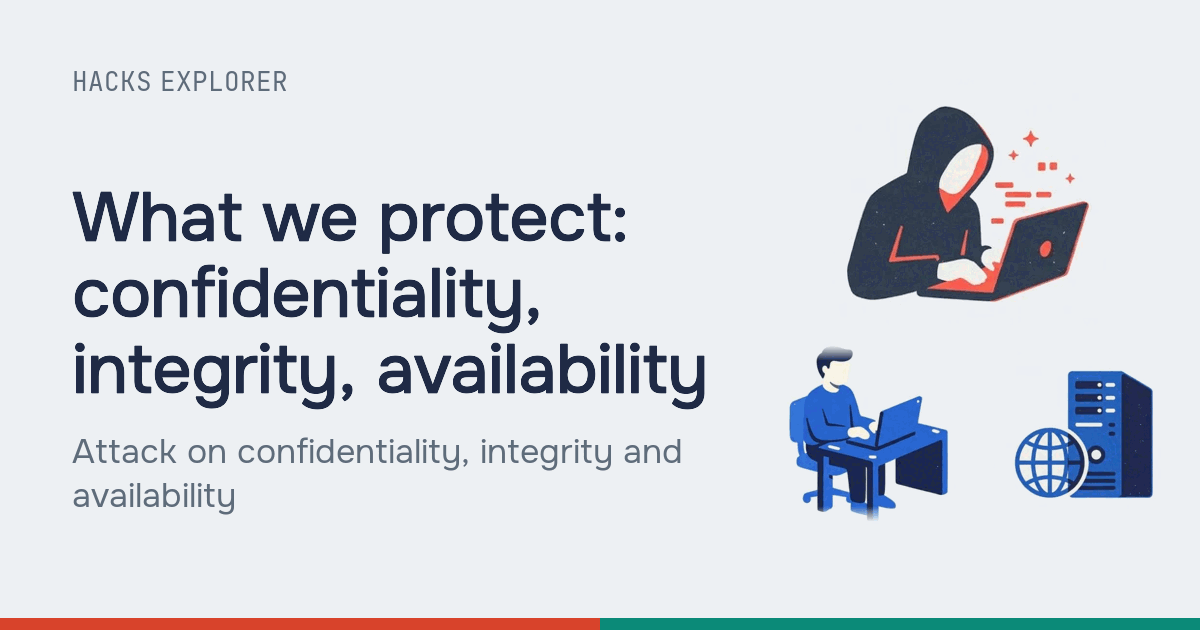 HACKS EXPLORER
What we protect:
confidentiality,
integrity, availability
Attack on confidentiality, integrity and
availability